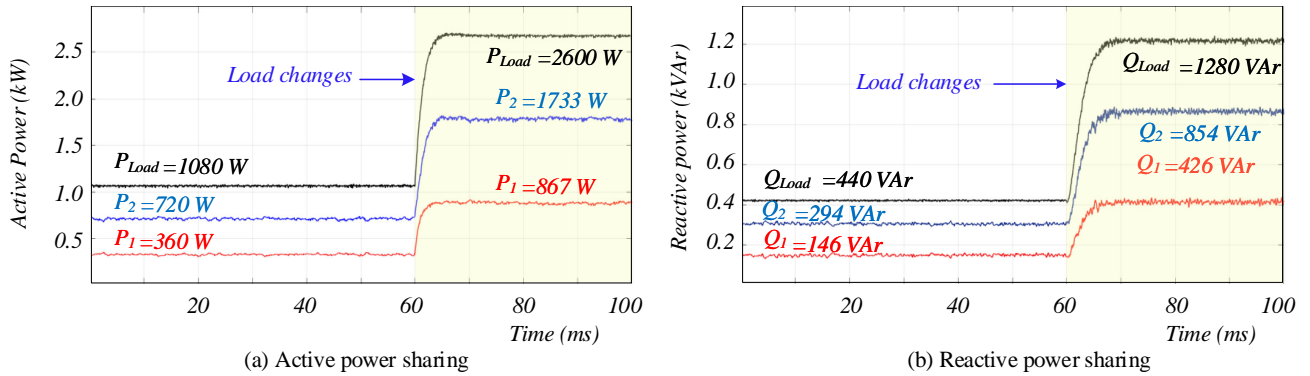 Active Power (kW)
2.5
2.0
1.5
1.0
0.5
P_Load =2600 W
Load changes
P_2 =1733 W
P_Load =1080 W
P_2 =720 W
P_1 =867 W
P_1 =360 W
20
40
60
80
100
Time (ms)
(a) Active power sharing
Reactive power (kVAr)
1.2
1.0
0.8
0.6
0.4
0.2
Q_Load =1280 VAr
Load changes
Q_2 =854 VAr
Q_1 =426 VAr
Q_Load =440 VAr
Q_2 =294 VAr
Q_1 =146 VAr
20
40
60
80
100
Time (ms)
(b) Reactive power sharing